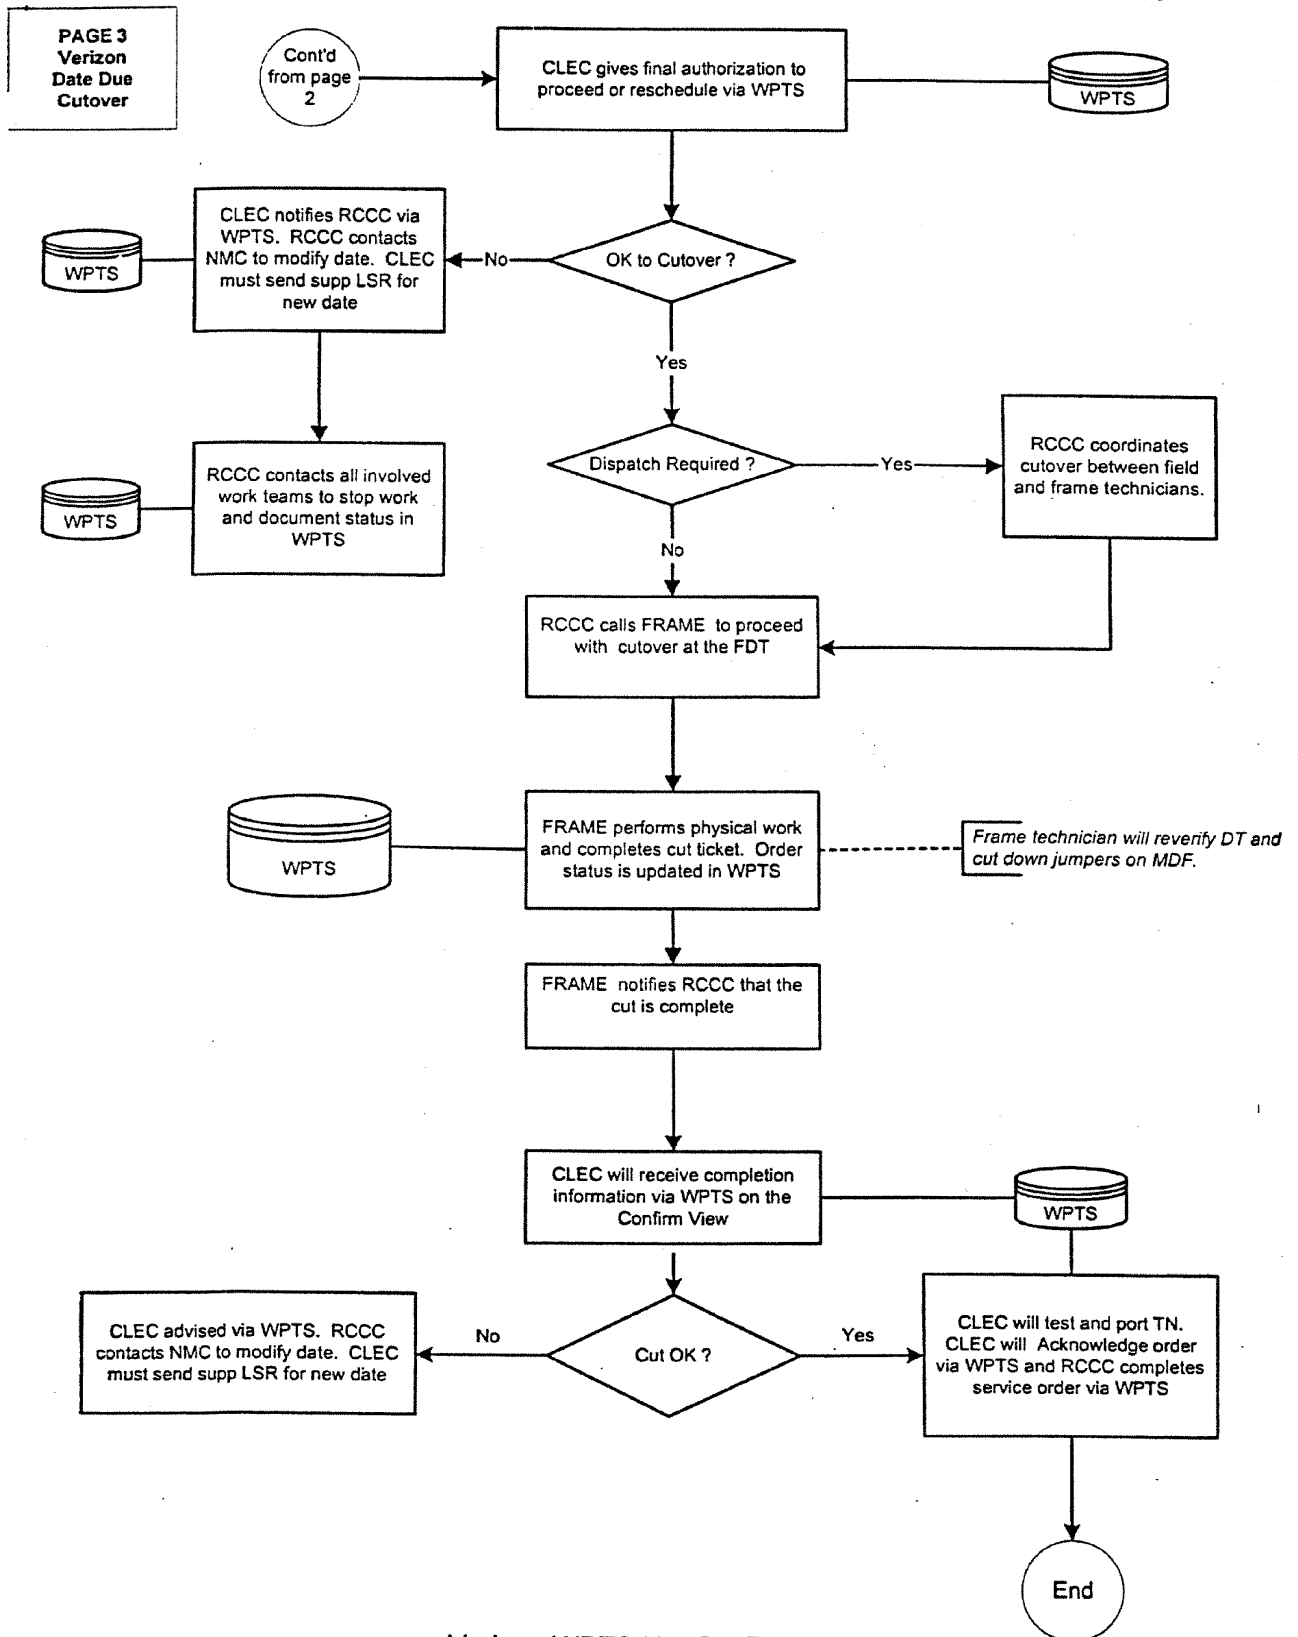 PAGE 3
Verizon
Date Due
Cutover
Cont'd
from page
2
CLEC gives final authorization to
proceed or reschedule via WPTS
WPTS
CLEC notifies RCCC via
WPTS. RCCC contacts
NMC to modify date. CLEC
must send supp LSR for
new date
WPTS
No
OK to Cutover ?
Yes
RCCC contacts all involved
work teams to stop work
and document status in
WPTS
WPTS
Dispatch Required ?
Yes
RCCC coordinates
cutover between field
and frame technicians.
No
RCCC calls FRAME to proceed
with cutover at the FDT
WPTS
FRAME performs physical work
and completes cut ticket. Order
status is updated in WPTS
Frame technician will reverify DT and
cut down jumpers on MDF.
FRAME notifies RCCC that the
cut is complete
CLEC will receive completion
information via WPTS on the
Confirm View
WPTS
CLEC advised via WPTS. RCCC
contacts NMC to modify date. CLEC
must send supp LSR for new date
No
Cut OK ?
Yes
CLEC will test and port TN.
CLEC will Acknowledge order
via WPTS and RCCC completes
service order via WPTS
End